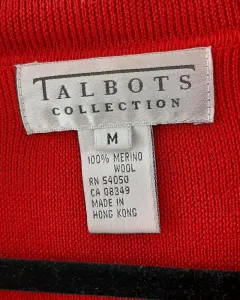 TALBOTS
COLLECTION
M
100% MERINO
WOOL
RN 54050
CA 08349
MADE IN
HONG KONG